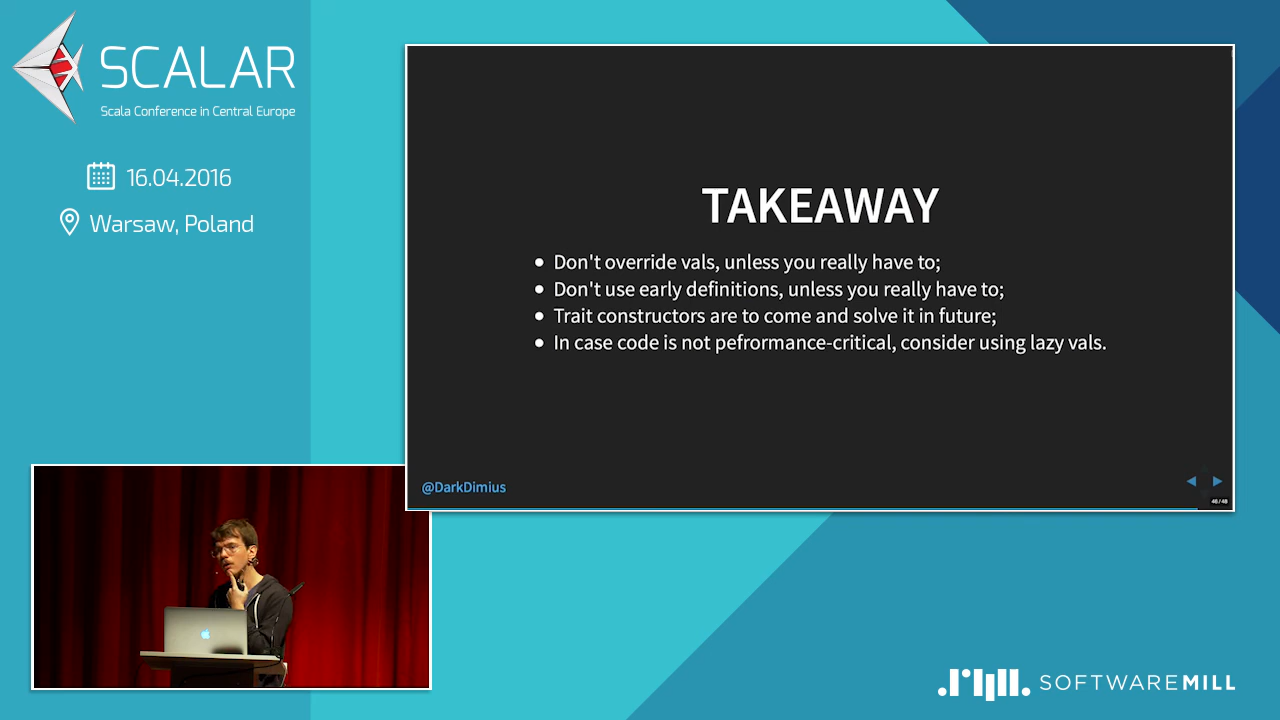 SCALAR
Scala Conference in Central Europe
16.04.2016
Warsaw, Poland
TAKEAWAY
Don't override vals, unless you really have to;
Don't use early definitions, unless you really have to;
Trait constructors are to come and solve it in future;
In case code is not pefrormance-critical, consider using lazy vals.
@DarkDimius
SOFTWAREMILL